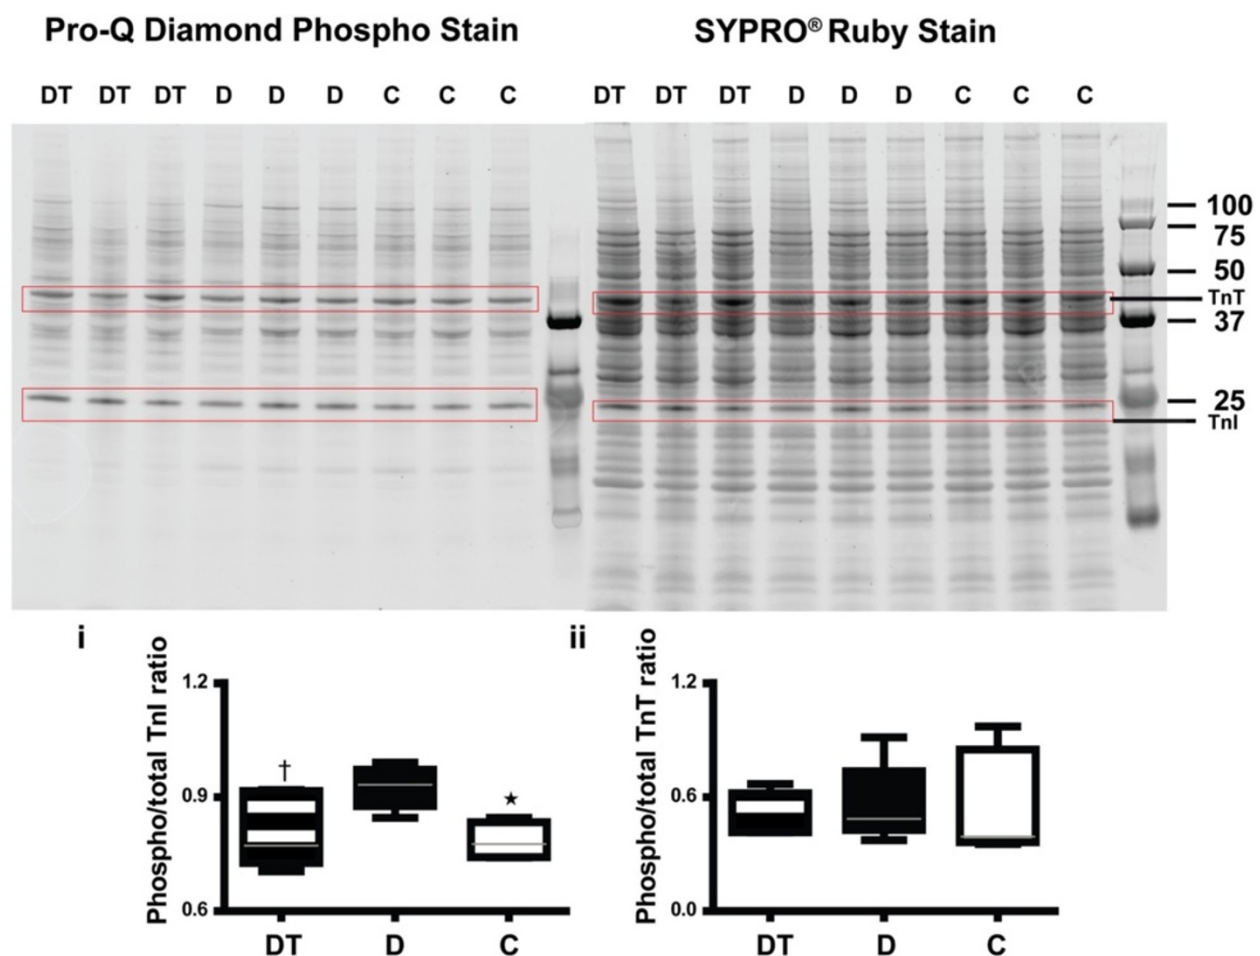 Pro-Q Diamond Phospho Stain
SYPRO® Ruby Stain
DT DT DT D D D C C C
DT DT DT D D D C C C
100
75
50
TnT
37
25
TnI
i
Phospho/total TnI ratio
1.2
0.9
0.6
†
★
DT D C
ii
Phospho/total TnT ratio
1.2
0.6
0.0
DT D C